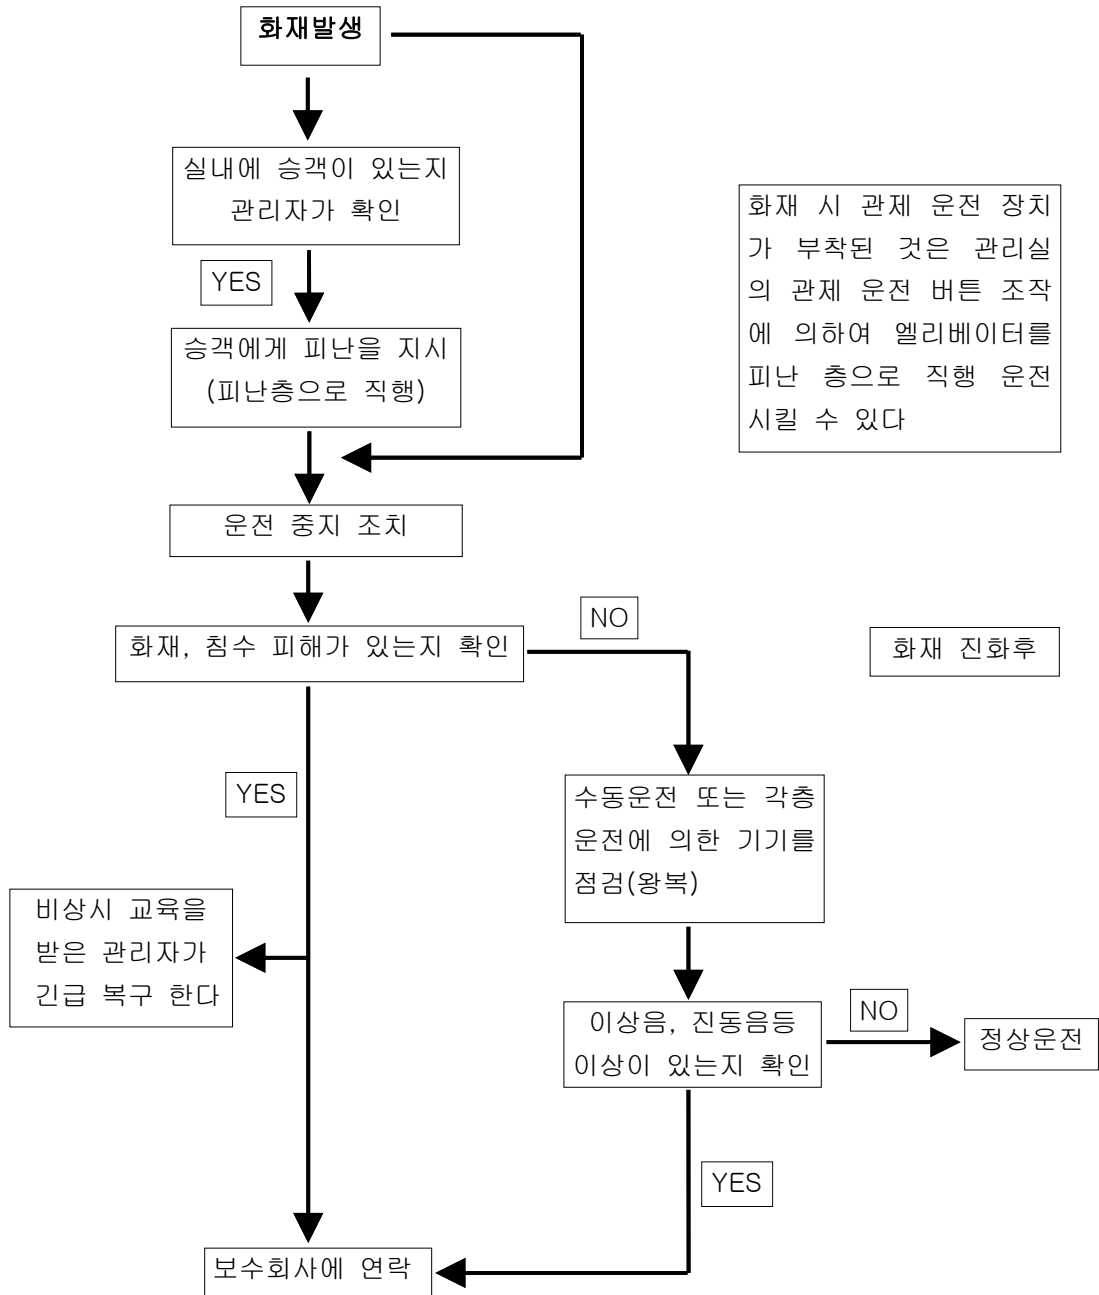 화재발생
실내에 승객이 있는지
관리자가 확인
YES
승객에게 피난을 지시
(피난층으로 직행)
화재 시 관제 운전 장치
가 부착된 것은 관리실
의 관제 운전 버튼 조작
에 의하여 엘리베이터를
피난 층으로 직행 운전
시킬 수 있다
운전 중지 조치
화재, 침수 피해가 있는지 확인
NO
화재 진화후
YES
수동운전 또는 각층
운전에 의한 기기를
점검(왕복)
비상시 교육을
받은 관리자가
긴급 복구 한다
이상음, 진동음등
이상이 있는지 확인
NO
정상운전
YES
보수회사에 연락